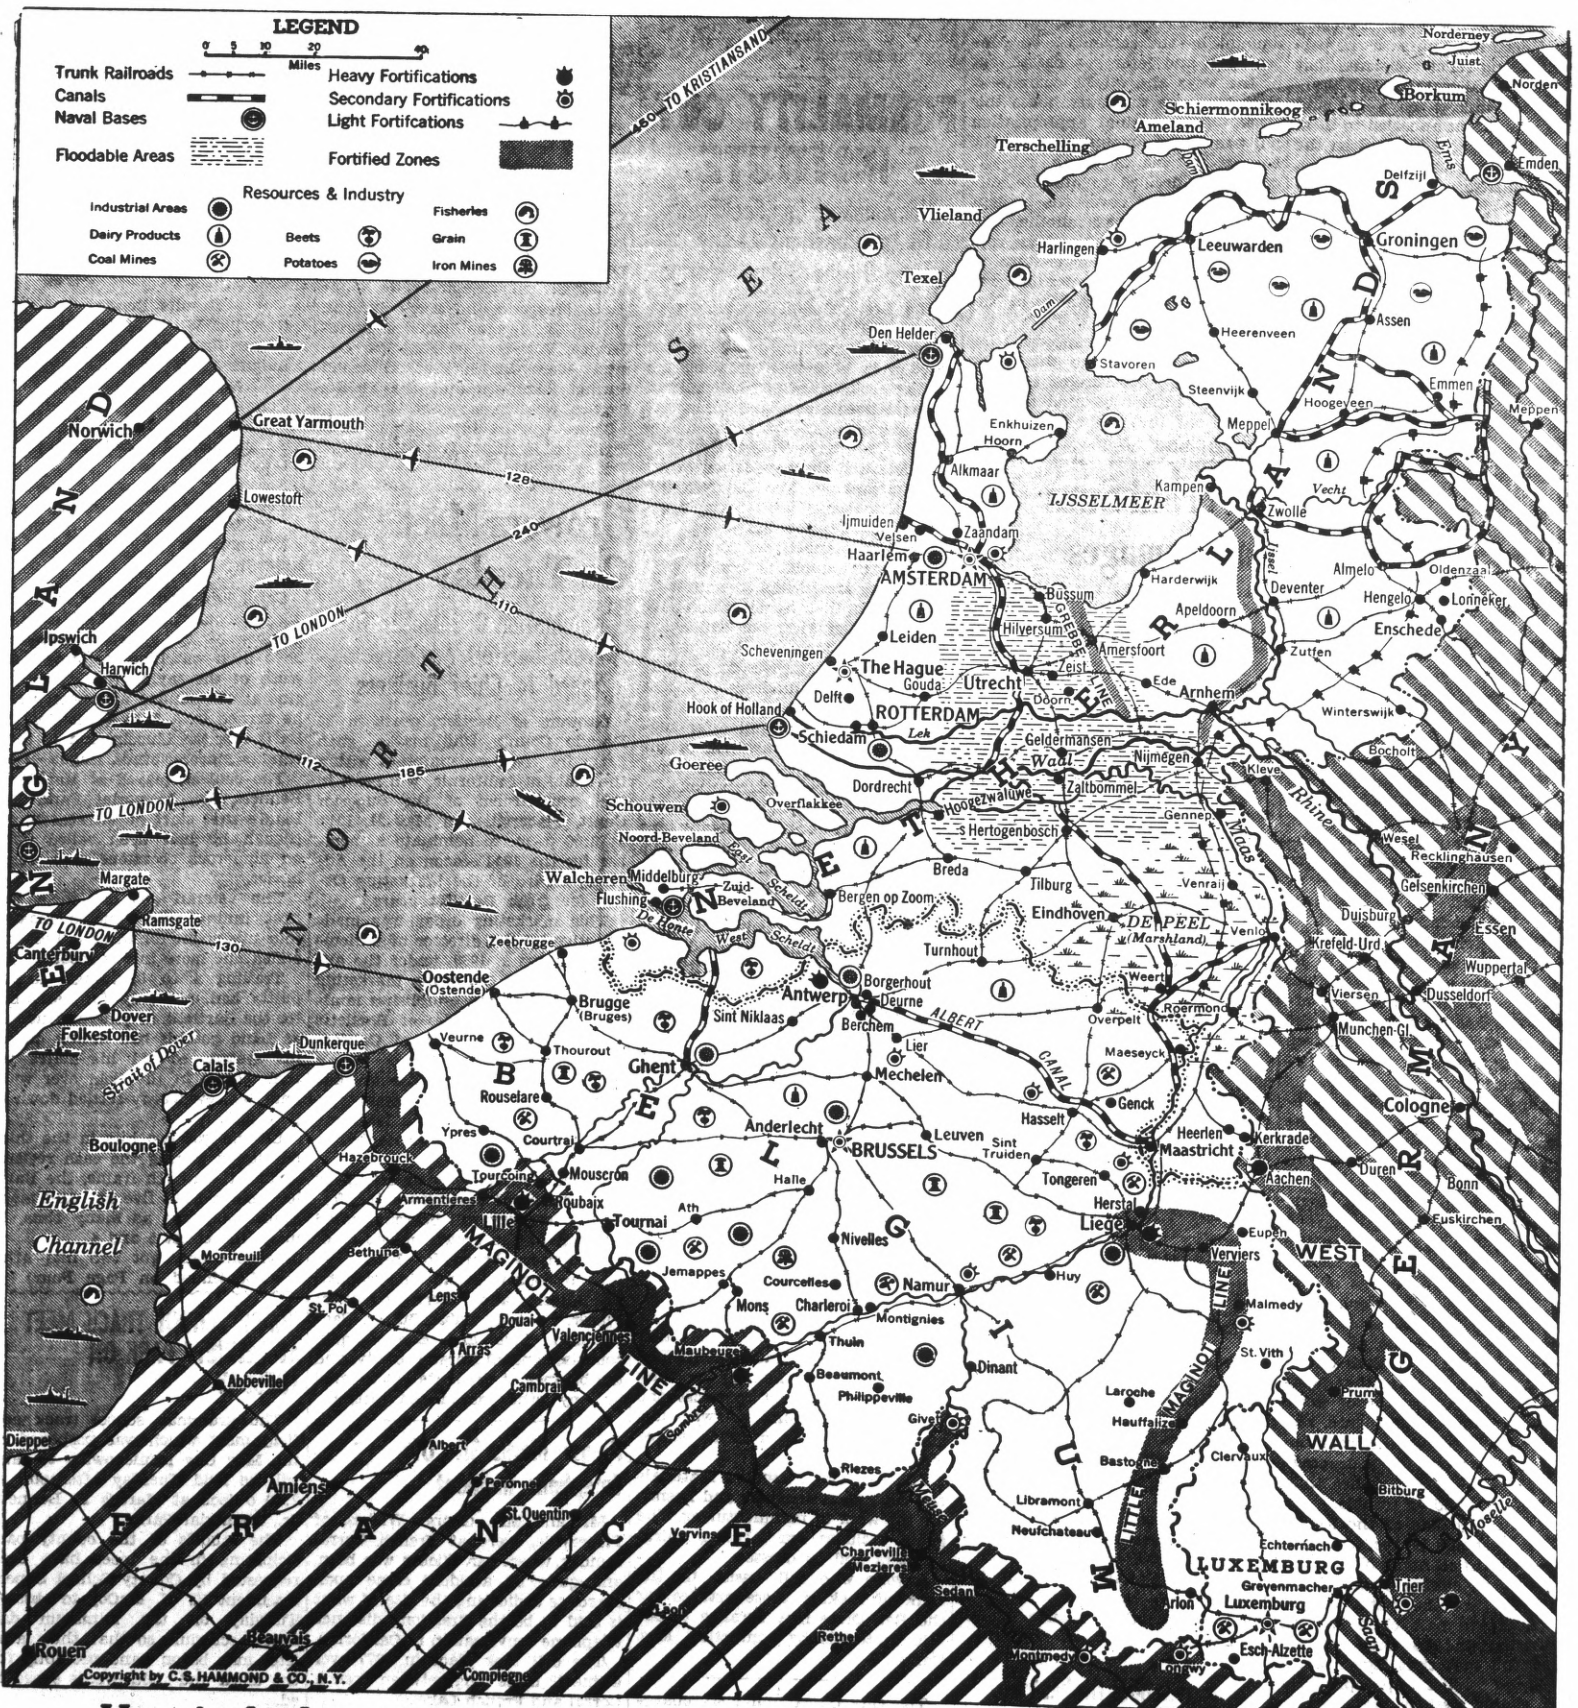 LEGEND
0 5 10 20 40
Miles
Trunk Railroads
Canals
Naval Bases
Floodable Areas
Heavy Fortifications
Secondary Fortifications
Light Fortifcations
Fortified Zones
Resources & Industry
Industrial Areas
Dairy Products
Coal Mines
Beets
Potatoes
Fisheries
Grain
Iron Mines
450 TO KRISTIANSAND
NORTH SEA
Norderney
Juist
Norden
Borkum
Schiermonnikoog
Ameland
Terschelling
Dam
Ems
Emden
Delfzijl
Vlieland
Harlingen
Leeuwarden
Groningen
Texel
Dam
Assen
Den Helder
Heerenveen
Stavoren
Steenvijk
Emmen
Hoogeveen
Meppen
Meppel
Enkhuizen
Hoorn
Alkmaar
IJSSELMEER
Kampen
Vecht
Zwolle
Ijmuiden
Velsen
Zaandam
Haarlem
AMSTERDAM
Ijssel
Harderwijk
Almelo
Oldenzaal
Deventer
Hengelo
Lonneker
Bussum
Apeldoorn
Enschede
Hilversum
GREBBE LINE
Leiden
Amersfoort
Zutfen
Scheveningen
The Hague
Zeist
Gouda
Utrecht
Ede
Delft
Doorn
Arnhem
Hook of Holland
ROTTERDAM
Winterswijk
Schiedam
Lek
Geldermansen
Bocholt
Goeree
Waal
Nijmegen
Kleve
Dordrecht
Zaltbommel
Rhine
Schouwen
Overflakkee
Hoogezwaluwe
Gennep
's Hertogenbosch
Maas
Wesel
Noord-Beveland
East
Scheldt
Recklinghausen
Breda
Walcheren
Middelburg
Zuid-
Beveland
Tilburg
Venraij
Gelsenkirchen
Flushing
Bergen op Zoom
Eindhoven
Duisburg
De Honte
West
Scheldt
DE PEEL
(Marshland)
Venlo
Essen
Krefeld-Urd
Turnhout
Wuppertal
NETHERLAND
ENGLAND
Norwich
Great Yarmouth
Lowestoft
128
240
110
TO LONDON
Ipswich
Harwich
112
185
TO LONDON
Margate
Ramsgate
TO LONDON
130
Canterbury
Dover
Folkestone
Strait of Dover
Zeebrugge
Oostende
(Ostende)
Brugge
(Bruges)
Borgerhout
Antwerp
Deurne
Berchem
Sint Niklaas
ALBERT
CANAL
Weert
Roermond
Viersen
Dusseldorf
Overpelt
Munchen-Gl.
Veurne
Dunkerque
Calais
Thourout
Lier
Ghent
Mechelen
Maeseyck
Rouselare
Genck
Hasselt
Cologne
Boulogne
Ypres
Courtrai
Anderlecht
BRUSSELS
Leuven
Sint
Truiden
Heerlen
Kerkrade
Maastricht
Hazebrouck
Tourcoing
Mouscron
Duren
Aachen
Halle
Tongeren
Bonn
English
Channel
Armentieres
Roubaix
Lille
Tournai
Ath
Herstal
Liege
Euskirchen
Eupen
Verviers
WEST
WALL
Montreuil
Bethune
MAGINOT
LINE
Nivelles
Jemappes
Courcelles
Namur
Huy
St. Pol
Lens
Mons
Charleroi
Malmedy
Douai
Valenciennes
Montignies
Arras
Maubeuge
Thuin
St. Vith
Dinant
Abbeville
Cambrai
Beaumont
Philippeville
Laroche
Prum
Givet
Houffalize
Dieppe
Albert
Clervaux
Bastogne
Riezes
Amiens
Peronne
Meuse
Bitburg
Libramont
LITTLE MAGINOT LINE
St. Quentin
Neufchateau
Moselle
FRANCE
Vervins
Echternach
Charleville
Mezieres
LUXEMBURG
Sedan
Grevenmacher
Trier
Arlon
Luxemburg
Laon
Saar
Beauvais
Rethel
Esch-Alzette
Rouen
Montmedy
Longwy
Compiegne
BELGIUM
GERMANY
Copyright by C.S. HAMMOND & CO., N.Y.